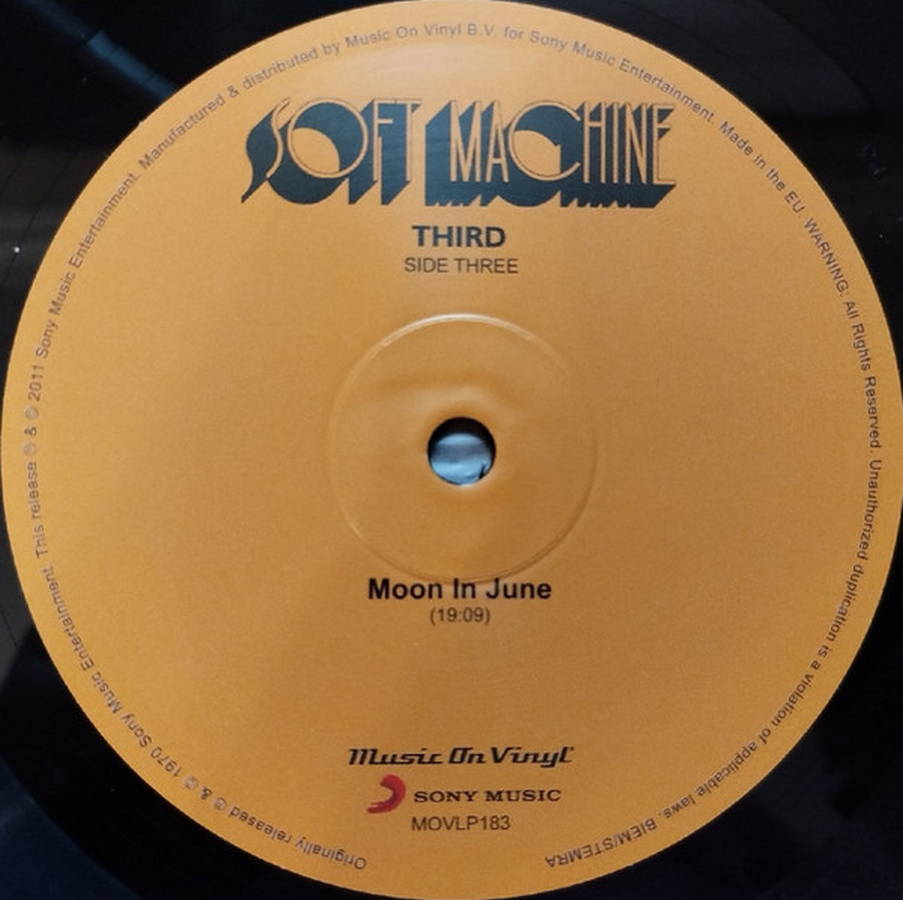 SOFT MACHINE
THIRD
SIDE THREE
Moon In June
(19:09)
Music On Vinyl
SONY MUSIC
MOVLP183
Originally released ℗ & © 1970 Sony Music Entertainment. This release ℗ & © 2011 Sony Music Entertainment. Manufactured & distributed by Music On Vinyl B.V. for Sony Music Entertainment. Made in the EU. WARNING: All Rights Reserved. Unauthorized duplication is a violation of applicable laws. BIEM/STEMRA